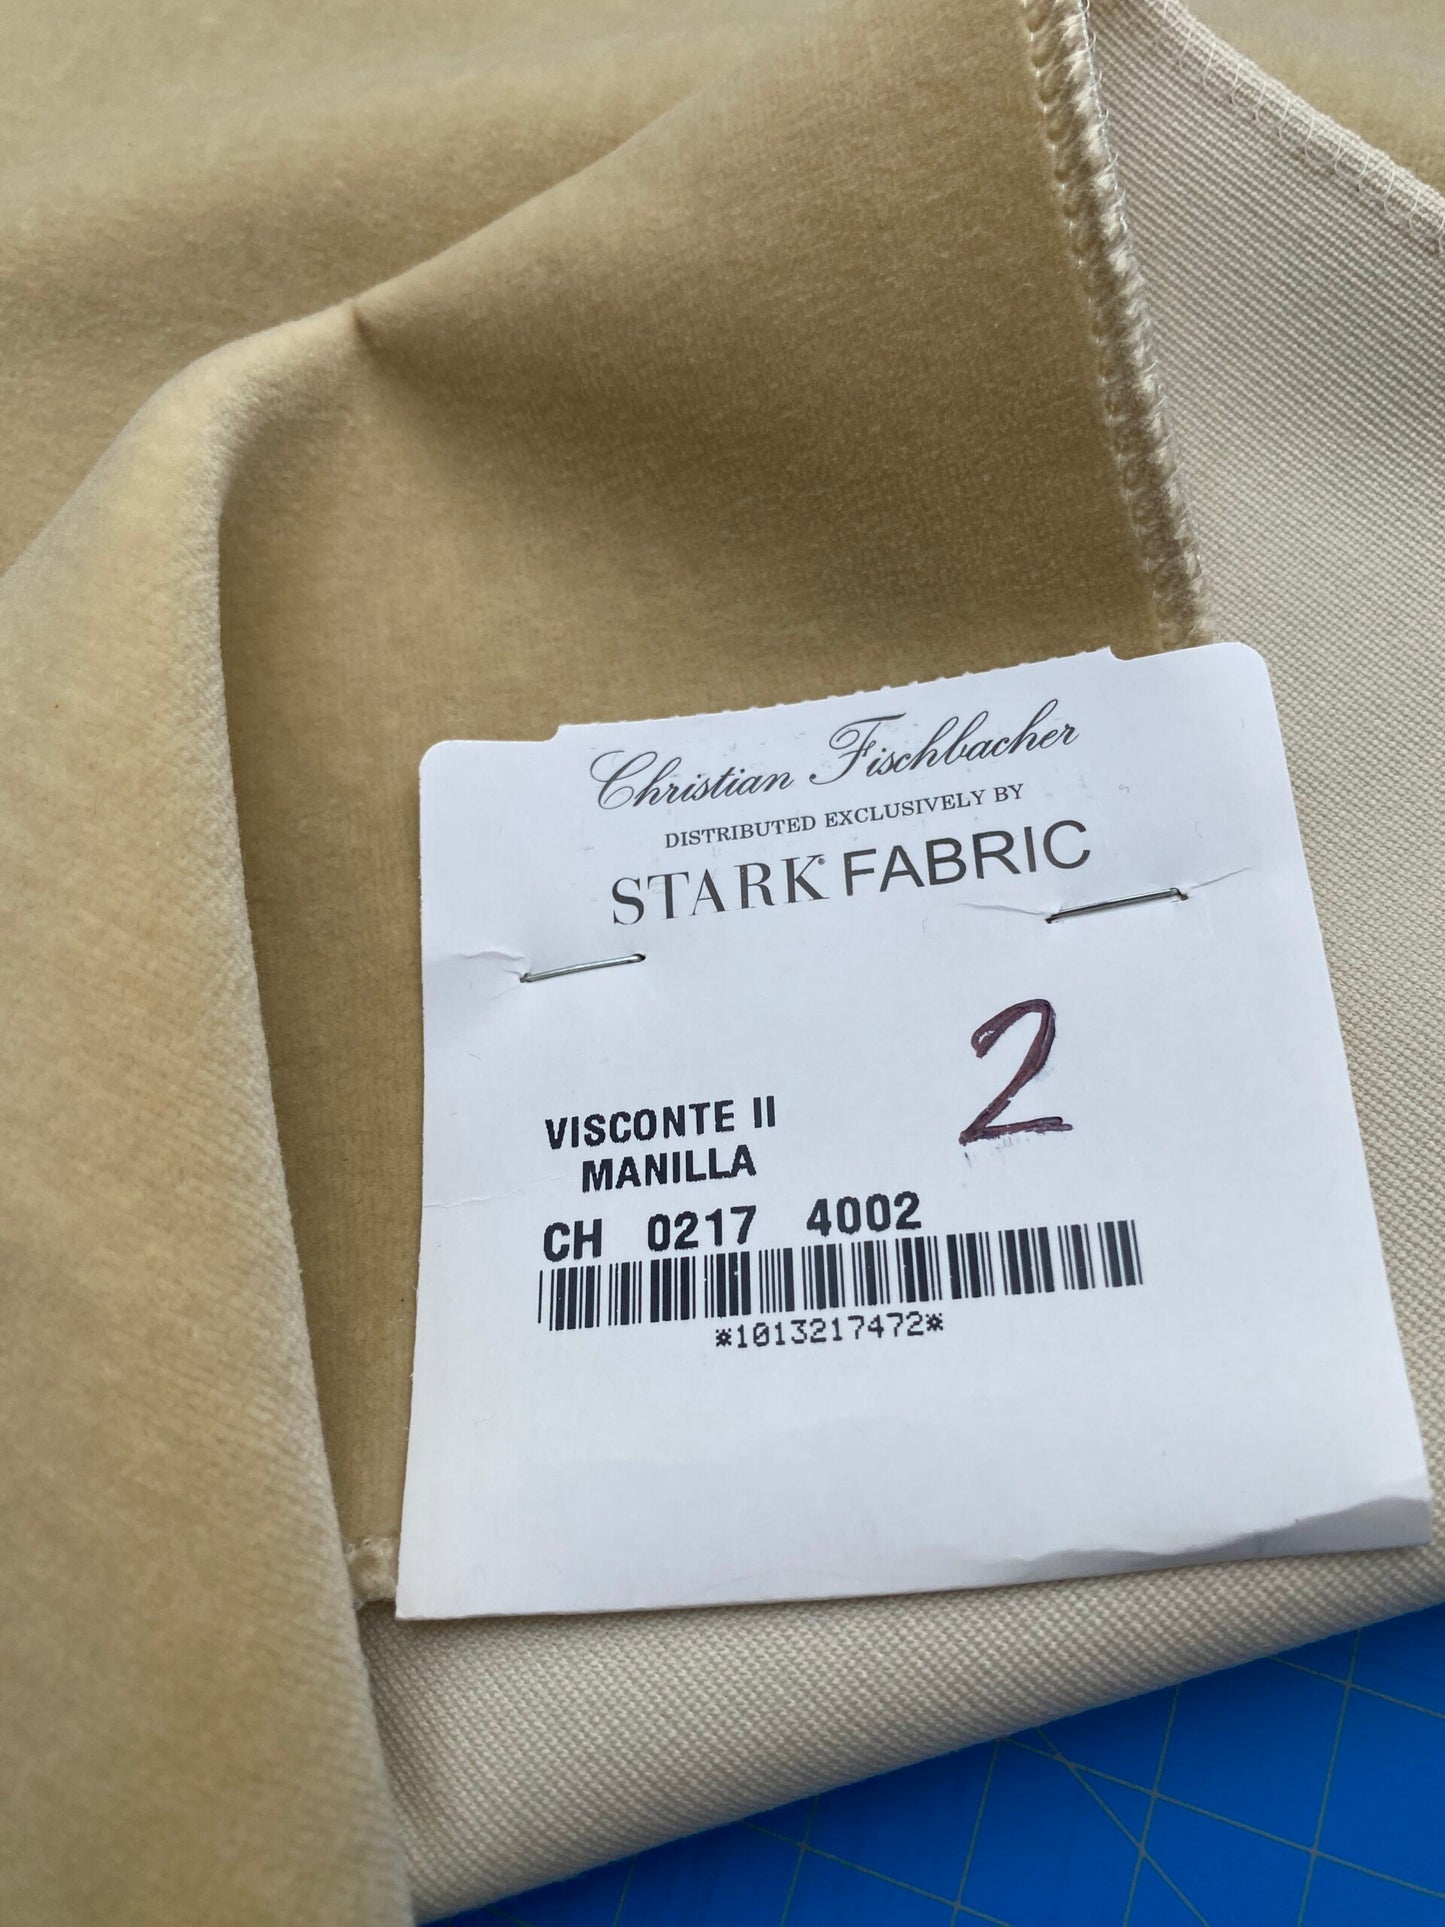 Christian Fischbacher
DISTRIBUTED EXCLUSIVELY BY
STARK® FABRIC
2
VISCONTE II
MANILLA
CH 0217 4002
*1013217472*